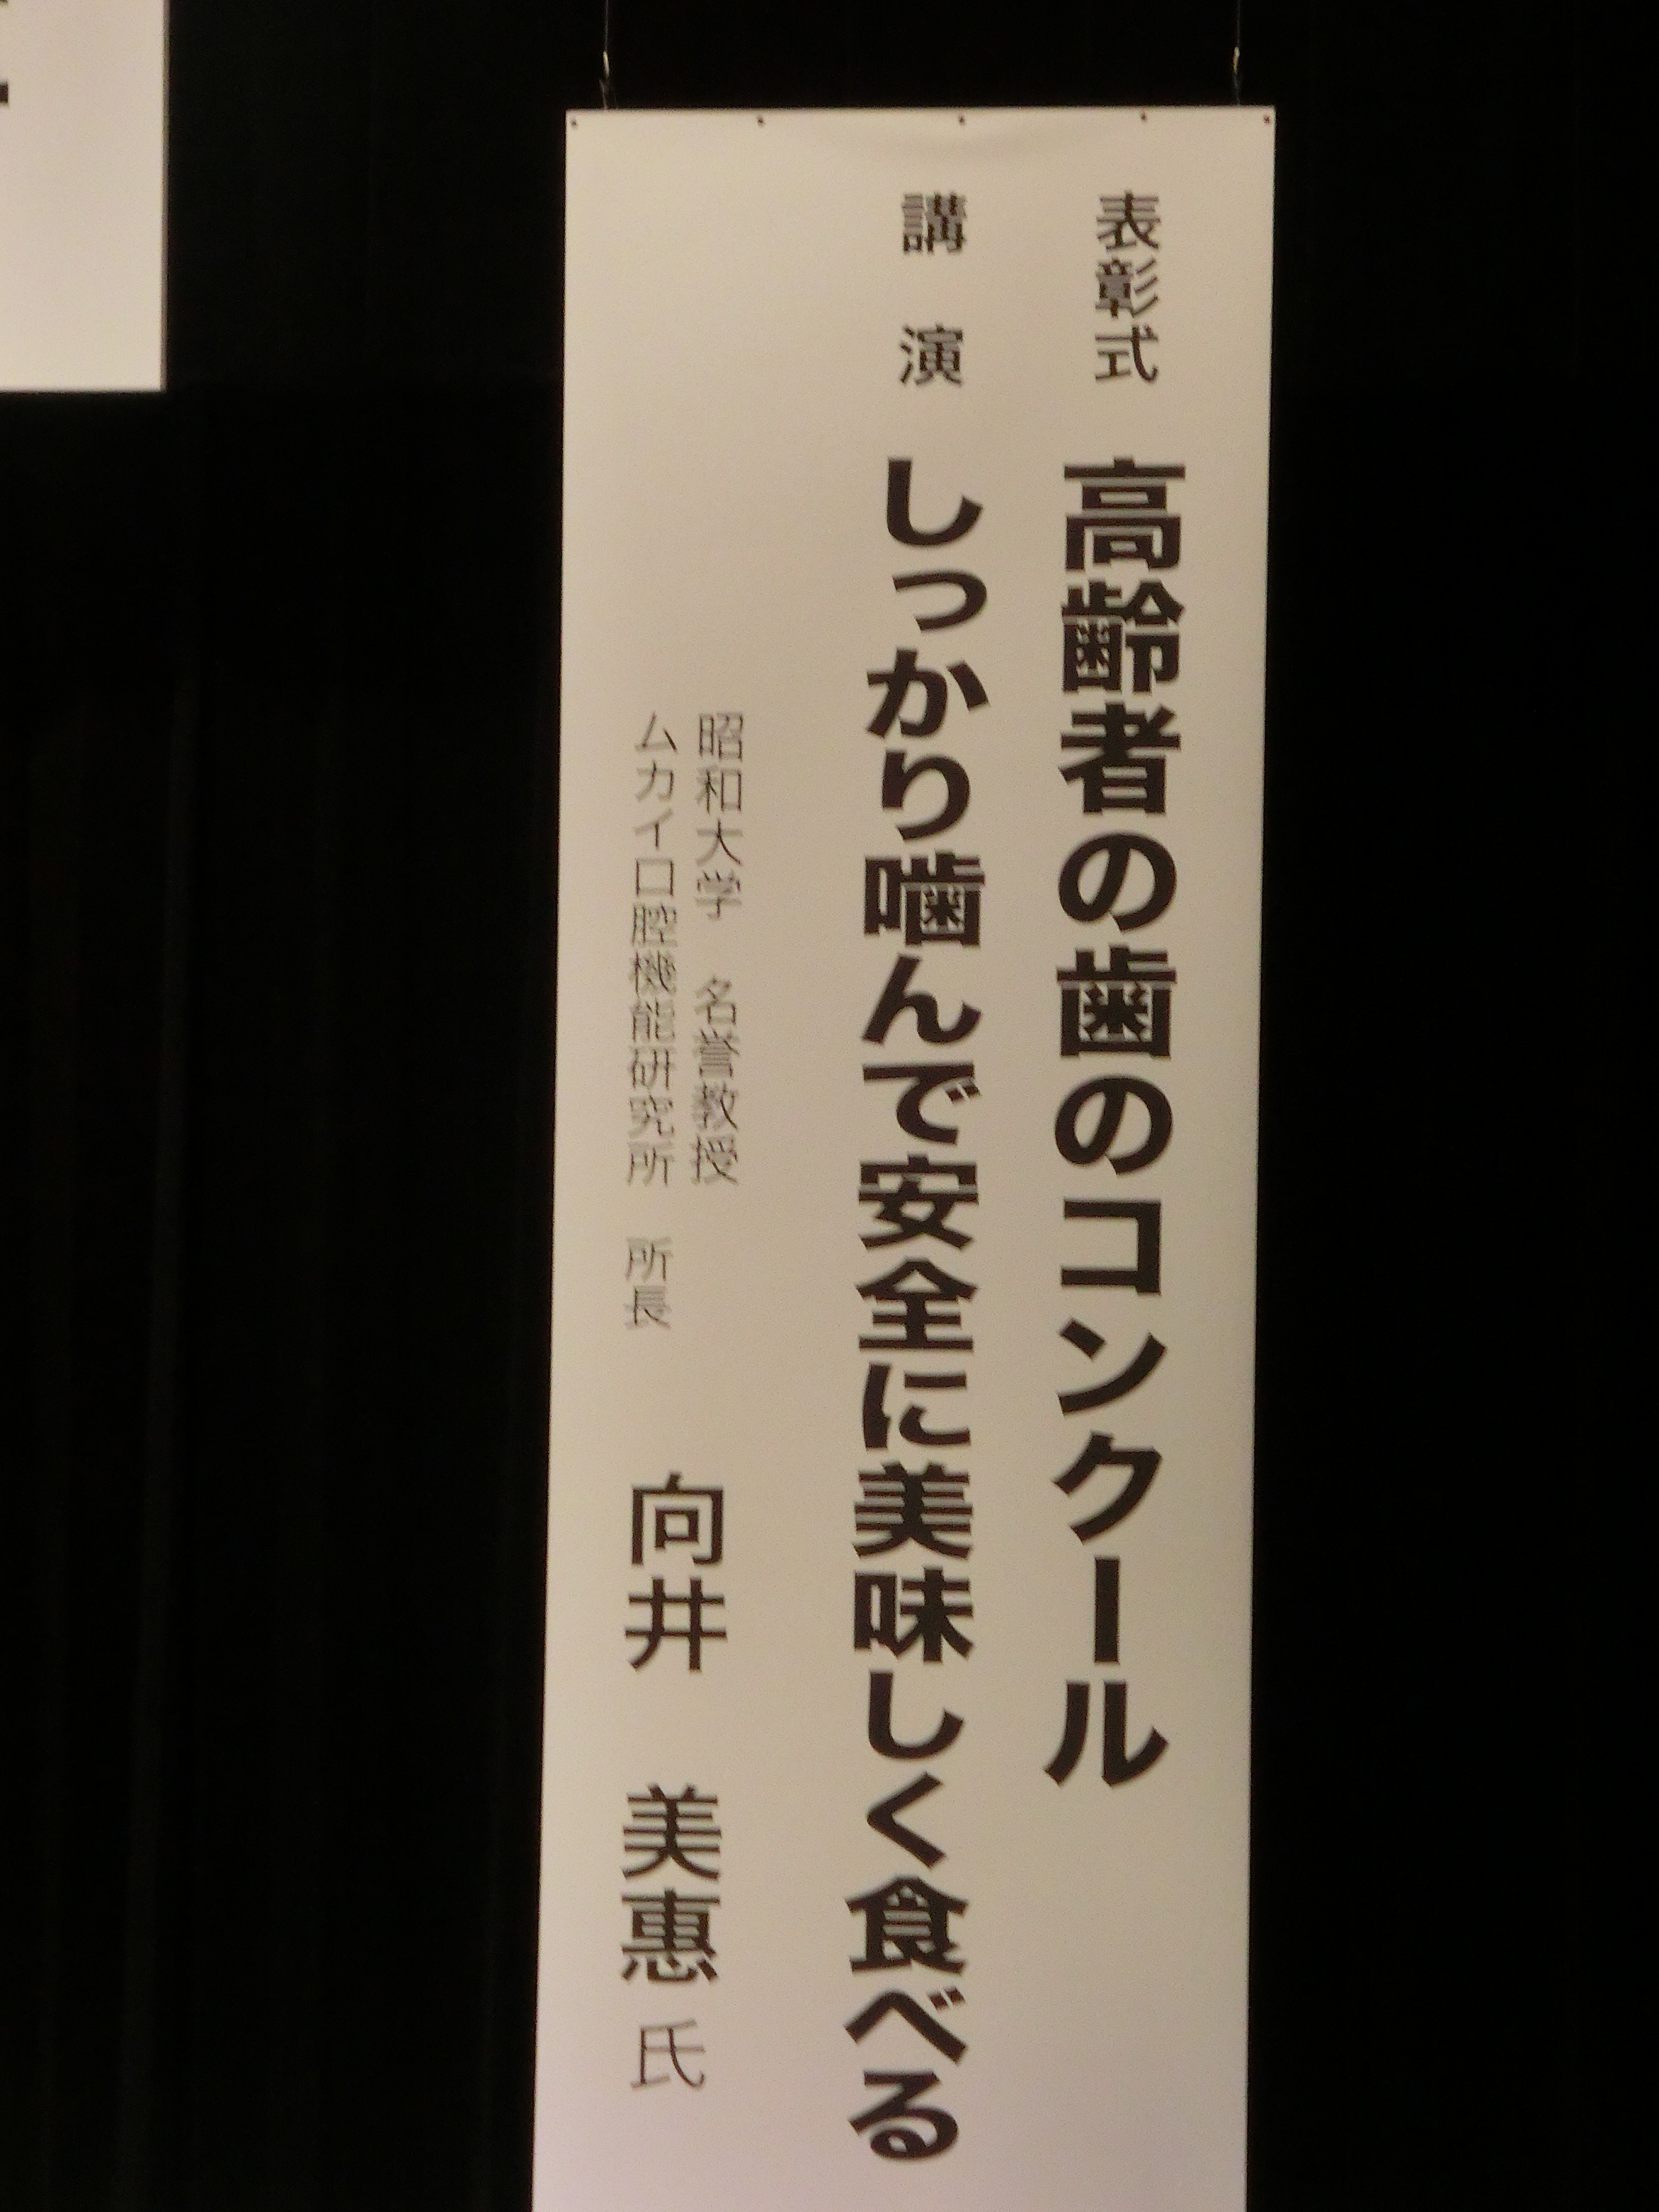 表彰式　高齢者の歯のコンクール
講　演　しっかり噛んで安全に美味しく食べる
昭和大学　名誉教授
ムカイ口腔機能研究所　所長
向井　美惠 氏